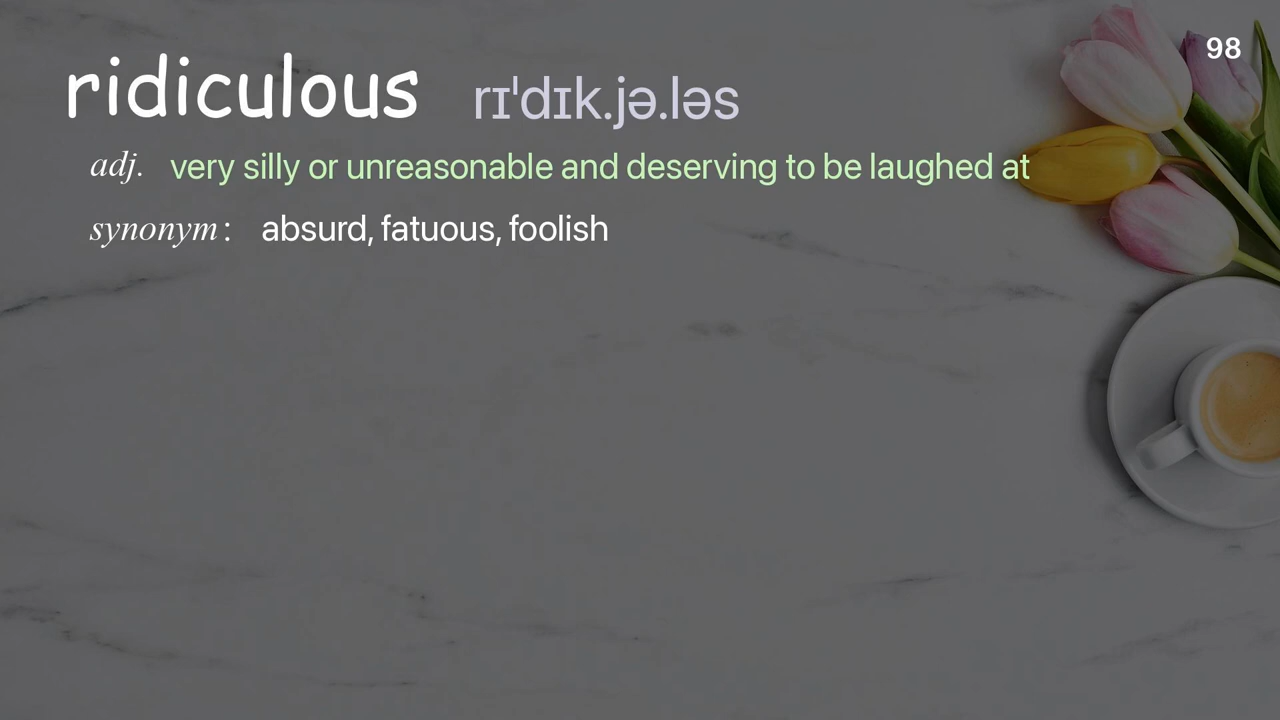 98
ridiculous rɪˈdɪk.jə.ləs
adj. very silly or unreasonable and deserving to be laughed at
synonym: absurd, fatuous, foolish